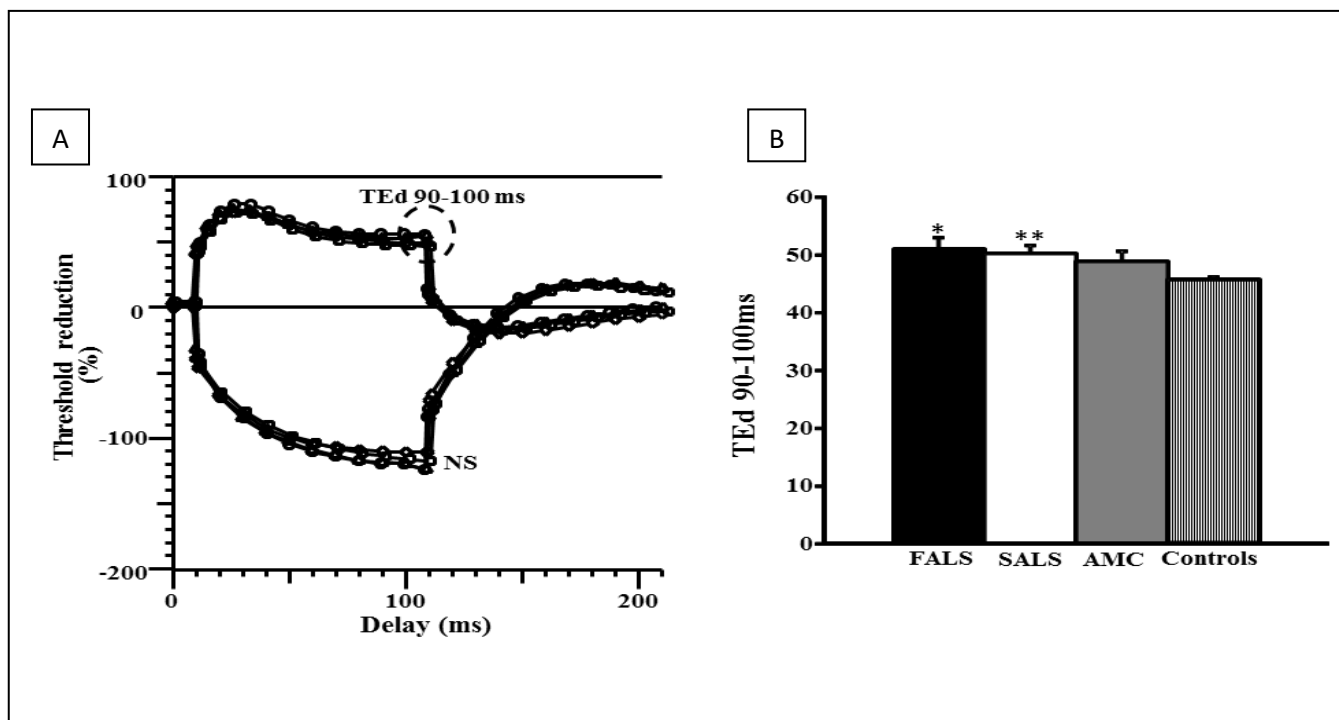 A
100
0
-100
-200
Threshold reduction
(%)
TEd 90-100 ms
NS
0
100
200
Delay (ms)
B
60
50
40
30
20
10
0
TEd 90-100ms
*
**
FALS SALS AMC Controls